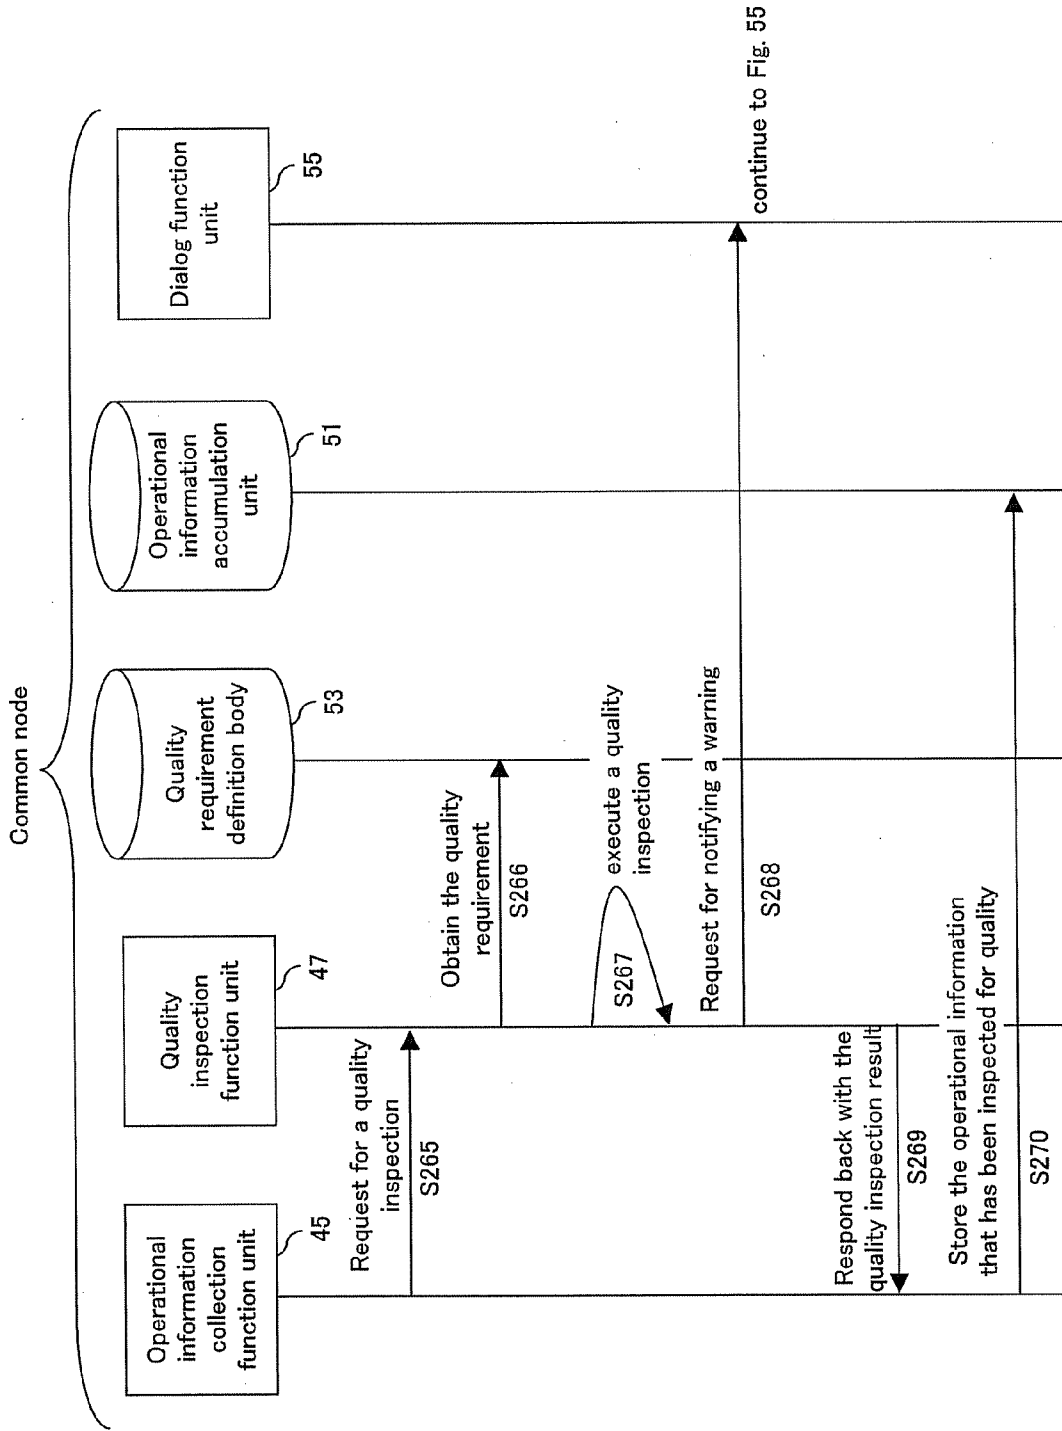 Common node
Operational
information
collection
function unit
45
Quality
inspection
function unit
47
Quality
requirement
definition body
53
Operational
information
accumulation
unit
51
Dialog function
unit
55
Request for a quality
inspection
S265
Obtain the quality
requirement
S266
S267
execute a quality
inspection
Request for notifying a warning
S268
continue to Fig. 55
Respond back with the
quality inspection result
S269
Store the operational information
that has been inspected for quality
S270